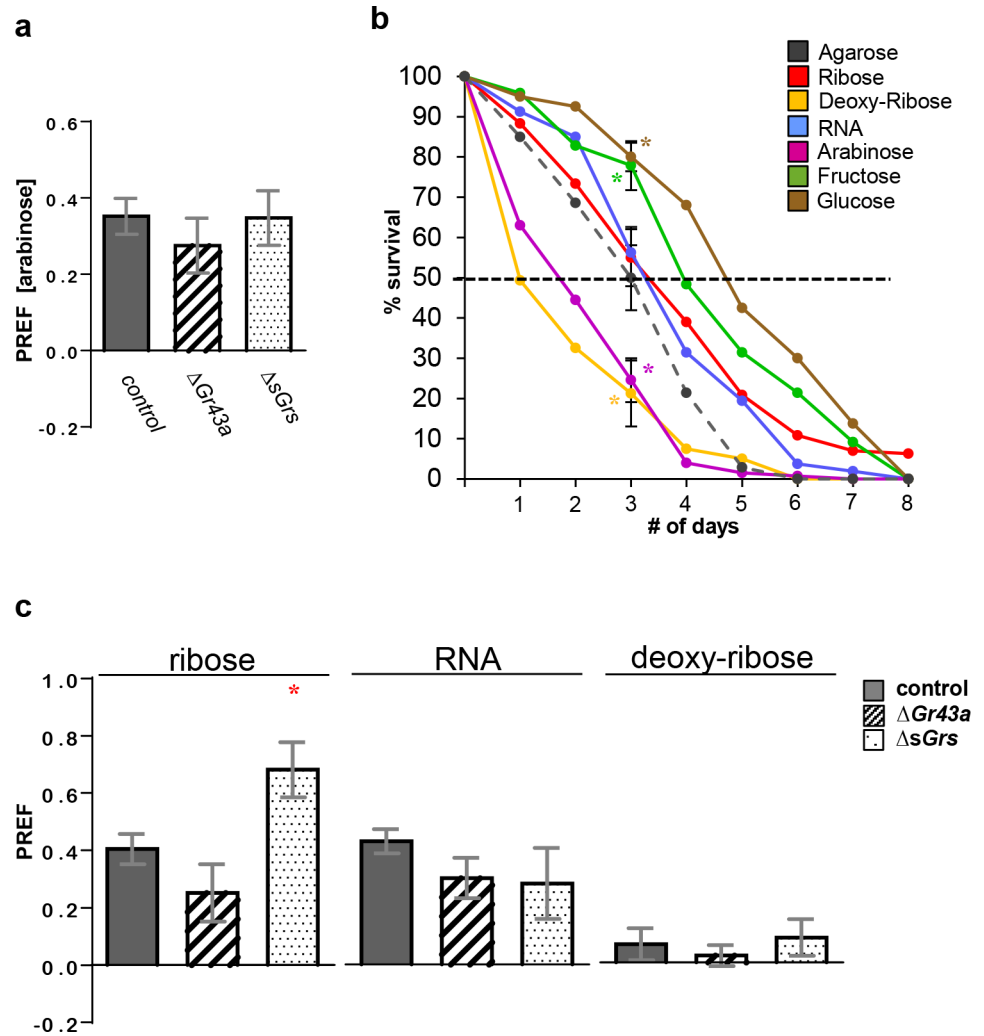 a
PREF [arabinose]
0.6
0.4
0.2
0.0
-0.2
control
ΔGr43a
ΔsGrs
b
Agarose
Ribose
Deoxy-Ribose
RNA
Arabinose
Fructose
Glucose
% survival
100
90
80
70
60
50
40
30
20
10
0
*
*
*
*
1 2 3 4 5 6 7 8
# of days
c
ribose RNA deoxy-ribose
control
ΔGr43a
ΔsGrs
PREF
1.0
0.8
0.6
0.4
0.2
0.0
-0.2
*